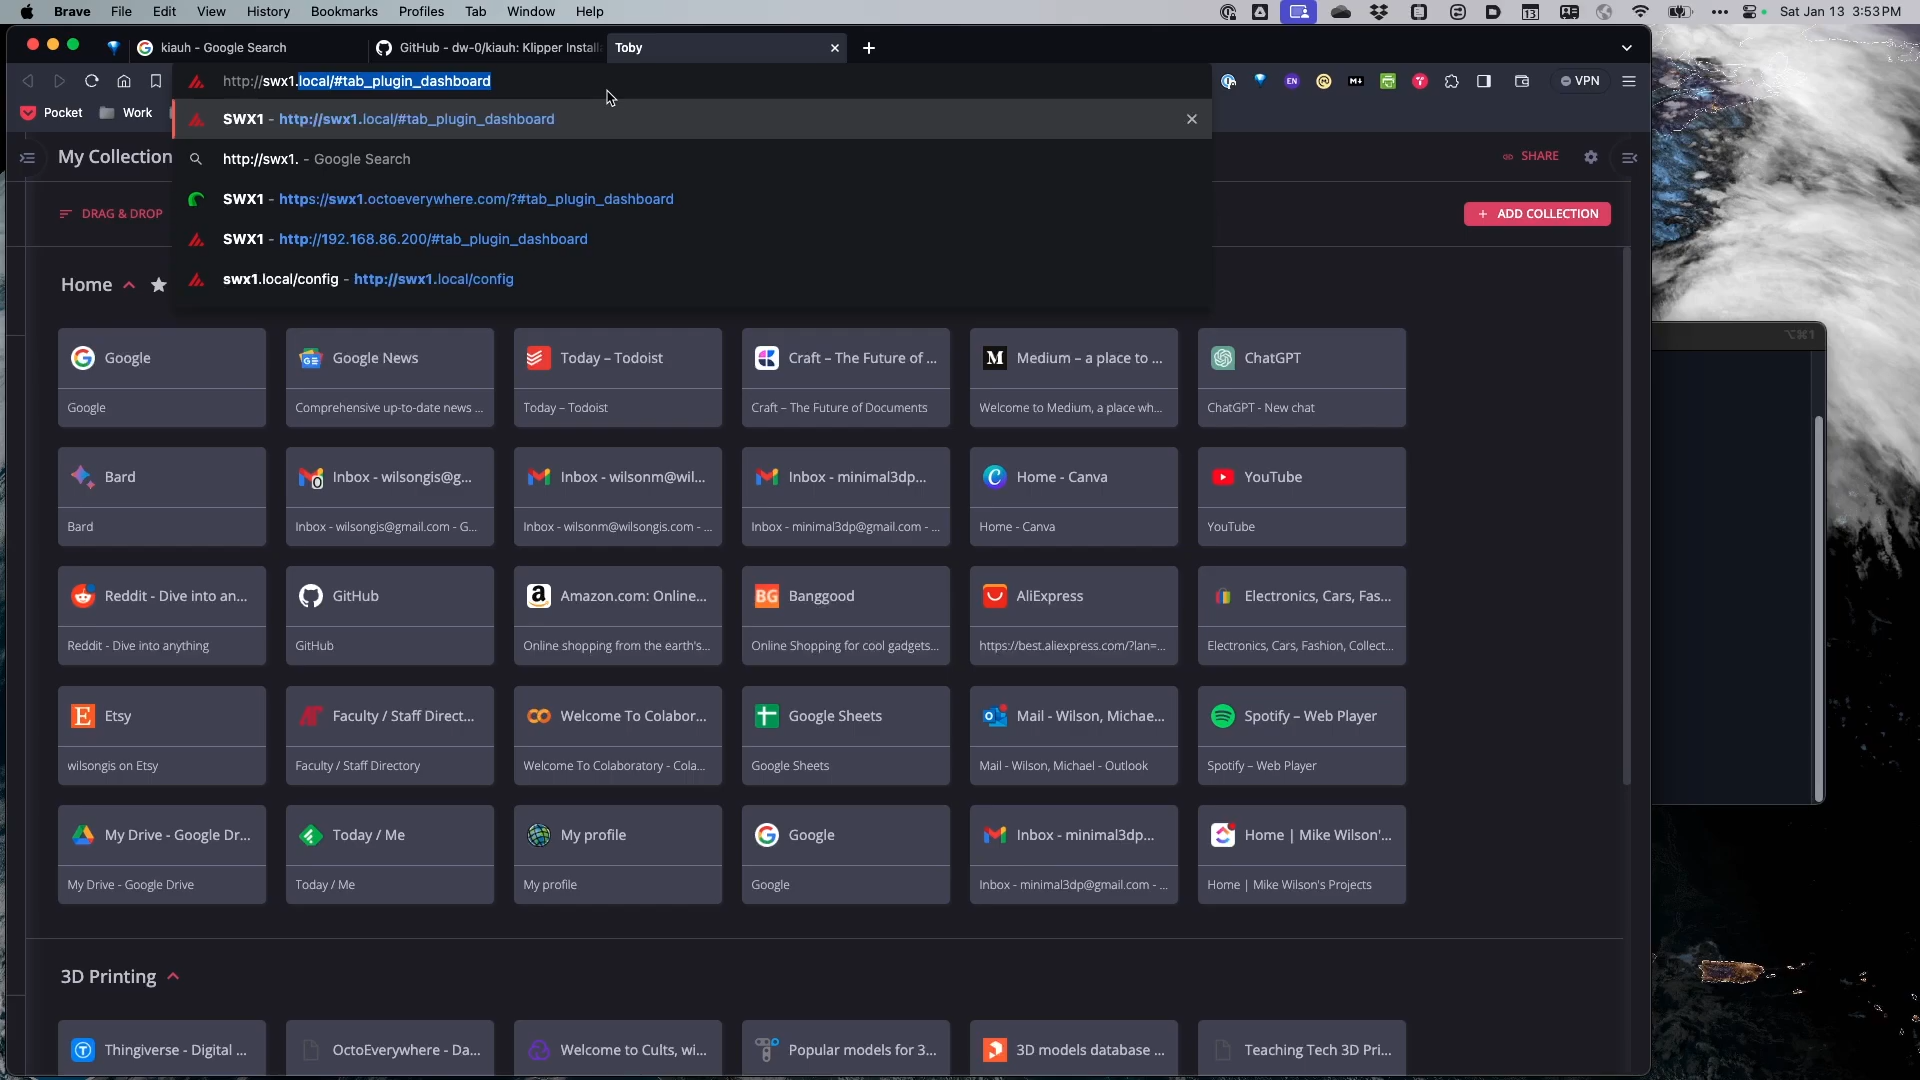 Brave File Edit View History Bookmarks Profiles Tab Window Help
13
Sat Jan 13 3:53 PM
kiauh - Google Search
GitHub - dw-0/kiauh: Klipper Installa
Toby
http://swx1.local/#tab_plugin_dashboard
EN
VPN
Pocket
Work
SWX1 - http://swx1.local/#tab_plugin_dashboard
http://swx1. - Google Search
SWX1 - https://swx1.octoeverywhere.com/?#tab_plugin_dashboard
SWX1 - http://192.168.86.200/#tab_plugin_dashboard
swx1.local/config - http://swx1.local/config
My Collection
SHARE
DRAG & DROP
+ ADD COLLECTION
⌥⌘1
Home
Google
Google
Google News
Comprehensive up-to-date news ...
Today – Todoist
Today – Todoist
Craft – The Future of ...
Craft – The Future of Documents
Medium – a place to ...
Welcome to Medium, a place wh...
ChatGPT
ChatGPT - New chat
Bard
Bard
Inbox - wilsongis@g...
Inbox - wilsongis@gmail.com - G...
Inbox - wilsonm@wil...
Inbox - wilsonm@wilsongis.com - ...
Inbox - minimal3dp...
Inbox - minimal3dp@gmail.com - ...
Home - Canva
Home - Canva
YouTube
YouTube
Reddit - Dive into an...
Reddit - Dive into anything
GitHub
GitHub
Amazon.com: Online...
Online shopping from the earth's...
BG
Banggood
Online Shopping for cool gadgets...
AliExpress
https://best.aliexpress.com/?lan=...
Electronics, Cars, Fas...
Electronics, Cars, Fashion, Collect...
Etsy
wilsongis on Etsy
Faculty / Staff Direct...
Faculty / Staff Directory
Welcome To Colabor...
Welcome To Colaboratory - Cola...
Google Sheets
Google Sheets
Mail - Wilson, Michae...
Mail - Wilson, Michael - Outlook
Spotify – Web Player
Spotify – Web Player
My Drive - Google Dr...
My Drive - Google Drive
Today / Me
Today / Me
My profile
My profile
Google
Google
Inbox - minimal3dp...
Inbox - minimal3dp@gmail.com - ...
Home | Mike Wilson'...
Home | Mike Wilson's Projects
3D Printing
Thingiverse - Digital ...
OctoEverywhere - Da...
Welcome to Cults, wi...
Popular models for 3...
3D models database ...
Teaching Tech 3D Pri...